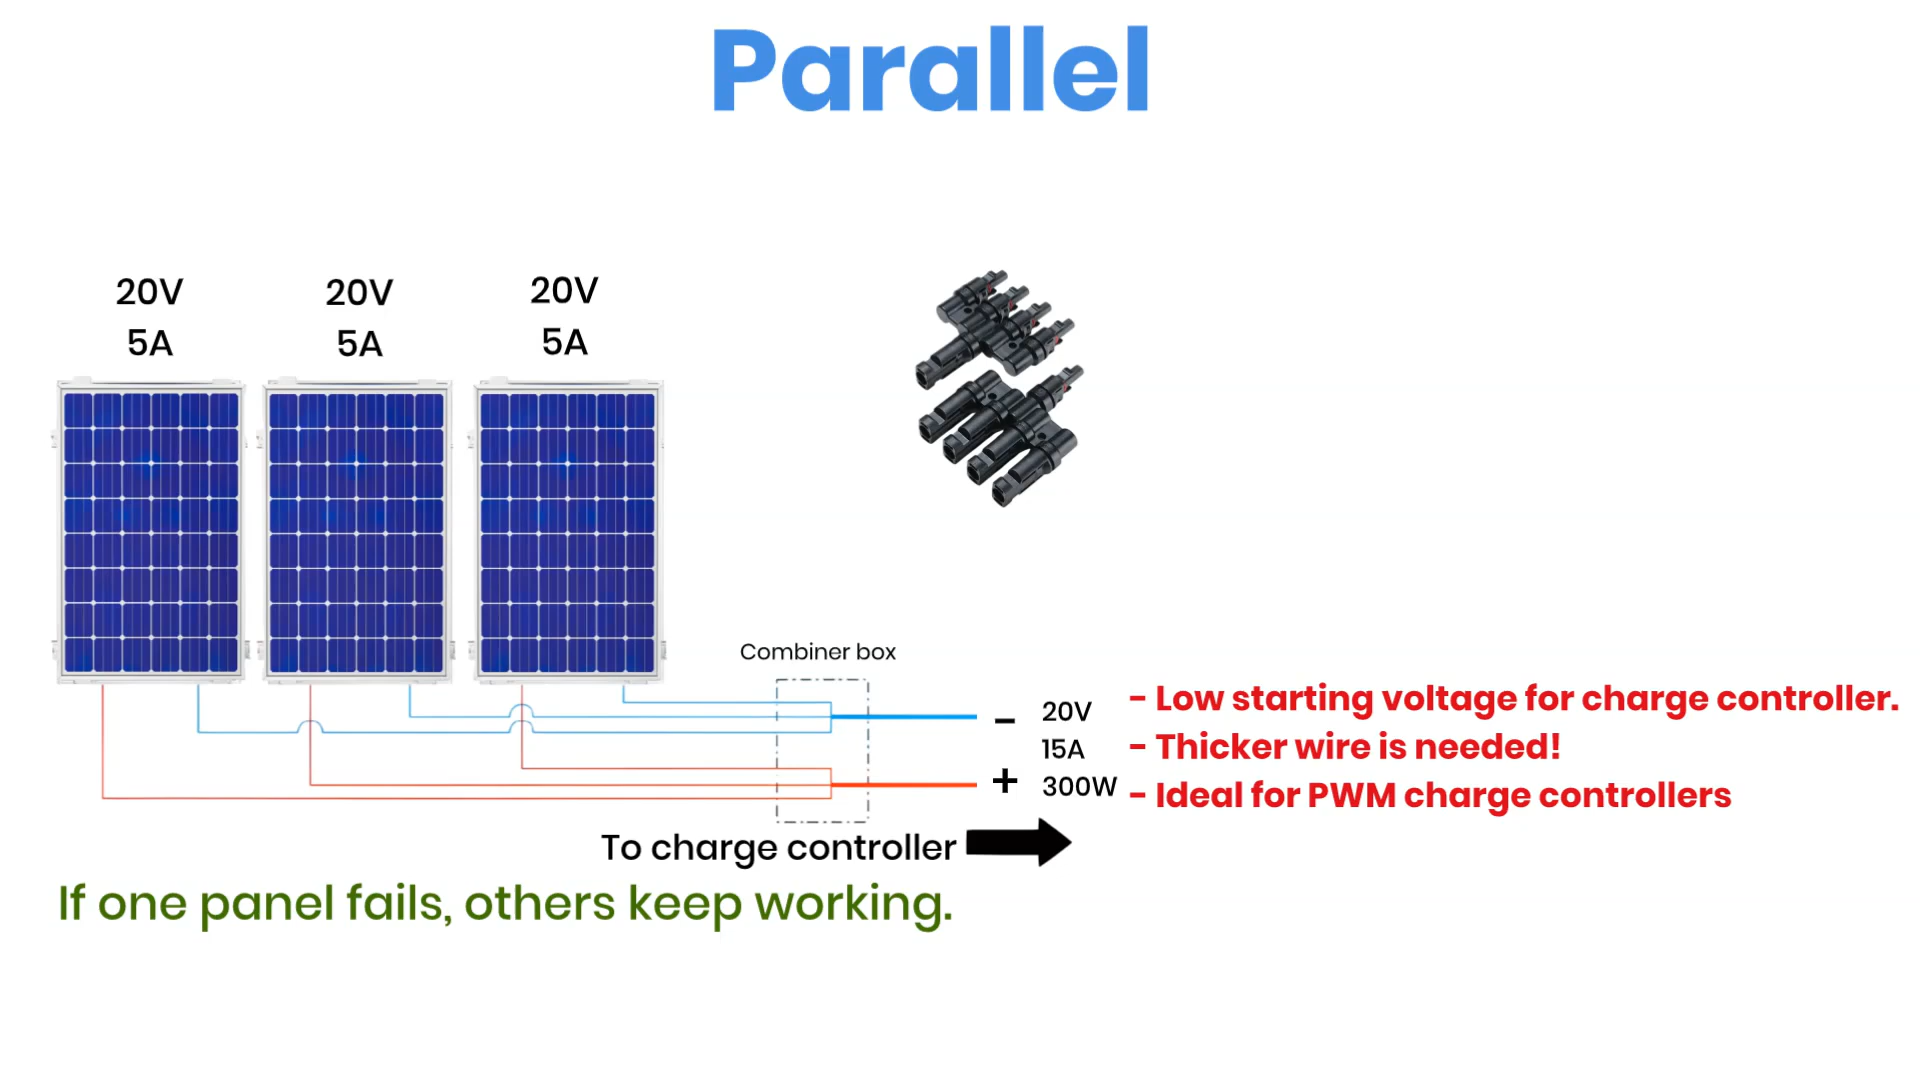 Parallel
20V
5A
20V
5A
20V
5A
Combiner box
- 20V
15A
+ 300W
- Low starting voltage for charge controller.
- Thicker wire is needed!
- Ideal for PWM charge controllers
To charge controller
If one panel fails, others keep working.